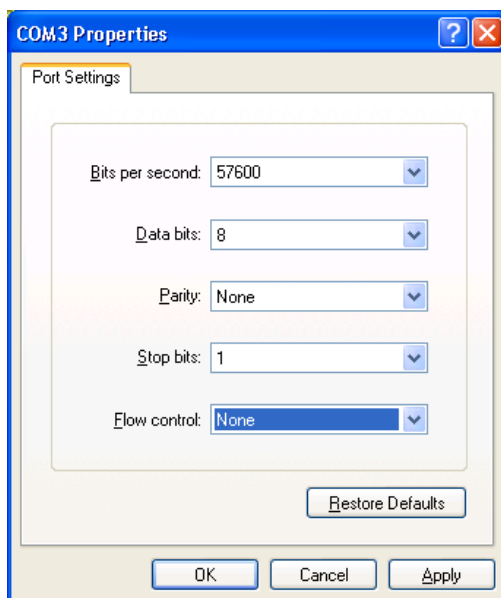 COM3 Properties
Port Settings
Bits per second: 57600
Data bits: 8
Parity: None
Stop bits: 1
Flow control: None
Restore Defaults
OK Cancel Apply